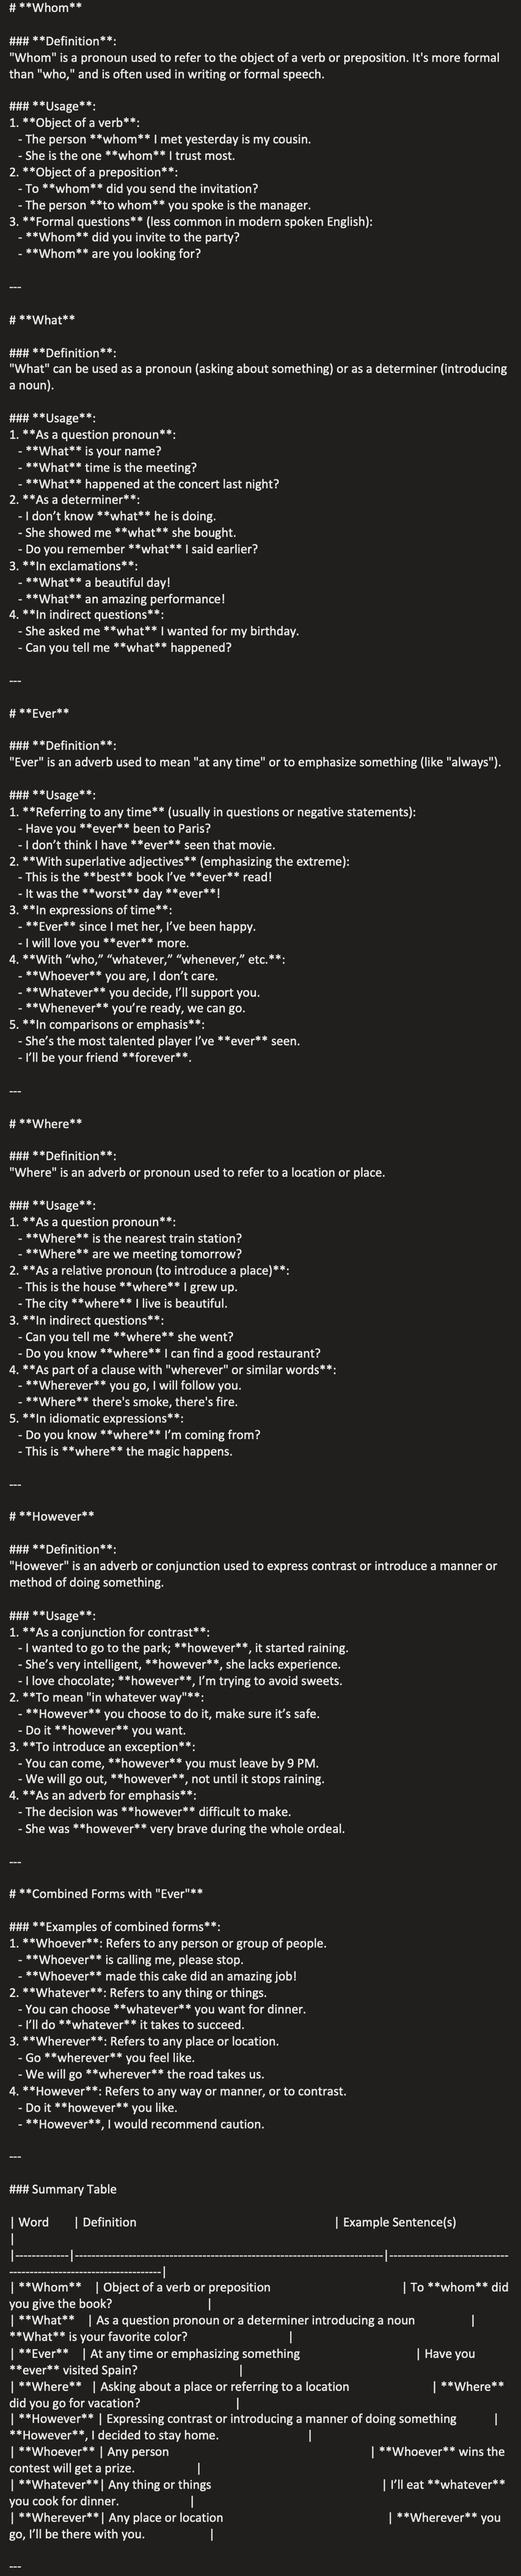 # **Whom**
### **Definition**:
"Whom" is a pronoun used to refer to the object of a verb or preposition. It's more formal
than "who," and is often used in writing or formal speech.
### **Usage**:
1. **Object of a verb**:
- The person **whom** I met yesterday is my cousin.
- She is the one **whom** I trust most.
2. **Object of a preposition**:
- To **whom** did you send the invitation?
- The person **to whom** you spoke is the manager.
3. **Formal questions** (less common in modern spoken English):
- **Whom** did you invite to the party?
- **Whom** are you looking for?
---
# **What**
### **Definition**:
"What" can be used as a pronoun (asking about something) or as a determiner (introducing
a noun).
### **Usage**:
1. **As a question pronoun**:
- **What** is your name?
- **What** time is the meeting?
- **What** happened at the concert last night?
2. **As a determiner**:
- I don’t know **what** he is doing.
- She showed me **what** she bought.
- Do you remember **what** I said earlier?
3. **In exclamations**:
- **What** a beautiful day!
- **What** an amazing performance!
4. **In indirect questions**:
- She asked me **what** I wanted for my birthday.
- Can you tell me **what** happened?
---
# **Ever**
### **Definition**:
"Ever" is an adverb used to mean "at any time" or to emphasize something (like "always").
### **Usage**:
1. **Referring to any time** (usually in questions or negative statements):
- Have you **ever** been to Paris?
- I don’t think I have **ever** seen that movie.
2. **With superlative adjectives** (emphasizing the extreme):
- This is the **best** book I’ve **ever** read!
- It was the **worst** day **ever**!
3. **In expressions of time**:
- **Ever** since I met her, I’ve been happy.
- I will love you **ever** more.
4. **With “who,” “whatever,” “whenever,” etc.**:
- **Whoever** you are, I don’t care.
- **Whatever** you decide, I’ll support you.
- **Whenever** you’re ready, we can go.
5. **In comparisons or emphasis**:
- She’s the most talented player I’ve **ever** seen.
- I’ll be your friend **forever**.
---
# **Where**
### **Definition**:
"Where" is an adverb or pronoun used to refer to a location or place.
### **Usage**:
1. **As a question pronoun**:
- **Where** is the nearest train station?
- **Where** are we meeting tomorrow?
2. **As a relative pronoun (to introduce a place)**:
- This is the house **where** I grew up.
- The city **where** I live is beautiful.
3. **In indirect questions**:
- Can you tell me **where** she went?
- Do you know **where** I can find a good restaurant?
4. **As part of a clause with "wherever" or similar words**:
- **Wherever** you go, I will follow you.
- **Where** there's smoke, there's fire.
5. **In idiomatic expressions**:
- Do you know **where** I’m coming from?
- This is **where** the magic happens.
---
# **However**
### **Definition**:
"However" is an adverb or conjunction used to express contrast or introduce a manner or
method of doing something.
### **Usage**:
1. **As a conjunction for contrast**:
- I wanted to go to the park; **however**, it started raining.
- She’s very intelligent, **however**, she lacks experience.
- I love chocolate; **however**, I’m trying to avoid sweets.
2. **To mean "in whatever way"**:
- **However** you choose to do it, make sure it’s safe.
- Do it **however** you want.
3. **To introduce an exception**:
- You can come, **however** you must leave by 9 PM.
- We will go out, **however**, not until it stops raining.
4. **As an adverb for emphasis**:
- The decision was **however** difficult to make.
- She was **however** very brave during the whole ordeal.
---
# **Combined Forms with "Ever"**
### **Examples of combined forms**:
1. **Whoever**: Refers to any person or group of people.
- **Whoever** is calling me, please stop.
- **Whoever** made this cake did an amazing job!
2. **Whatever**: Refers to any thing or things.
- You can choose **whatever** you want for dinner.
- I’ll do **whatever** it takes to succeed.
3. **Wherever**: Refers to any place or location.
- Go **wherever** you feel like.
- We will go **wherever** the road takes us.
4. **However**: Refers to any way or manner, or to contrast.
- Do it **however** you like.
- **However**, I would recommend caution.
---
### Summary Table
| Word | Definition | Example Sentence(s)
|
|-------------|---------------------------------------------------------------------------|-----------------------------
-------------------------------------|
| **Whom** | Object of a verb or preposition | To **whom** did
you give the book? |
| **What** | As a question pronoun or a determiner introducing a noun |
**What** is your favorite color? |
| **Ever** | At any time or emphasizing something | Have you
**ever** visited Spain? |
| **Where** | Asking about a place or referring to a location | **Where**
did you go for vacation? |
| **However** | Expressing contrast or introducing a manner of doing something |
**However**, I decided to stay home. |
| **Whoever** | Any person | **Whoever** wins the
contest will get a prize. |
| **Whatever**| Any thing or things | I’ll eat **whatever**
you cook for dinner. |
| **Wherever**| Any place or location | **Wherever** you
go, I’ll be there with you. |
---